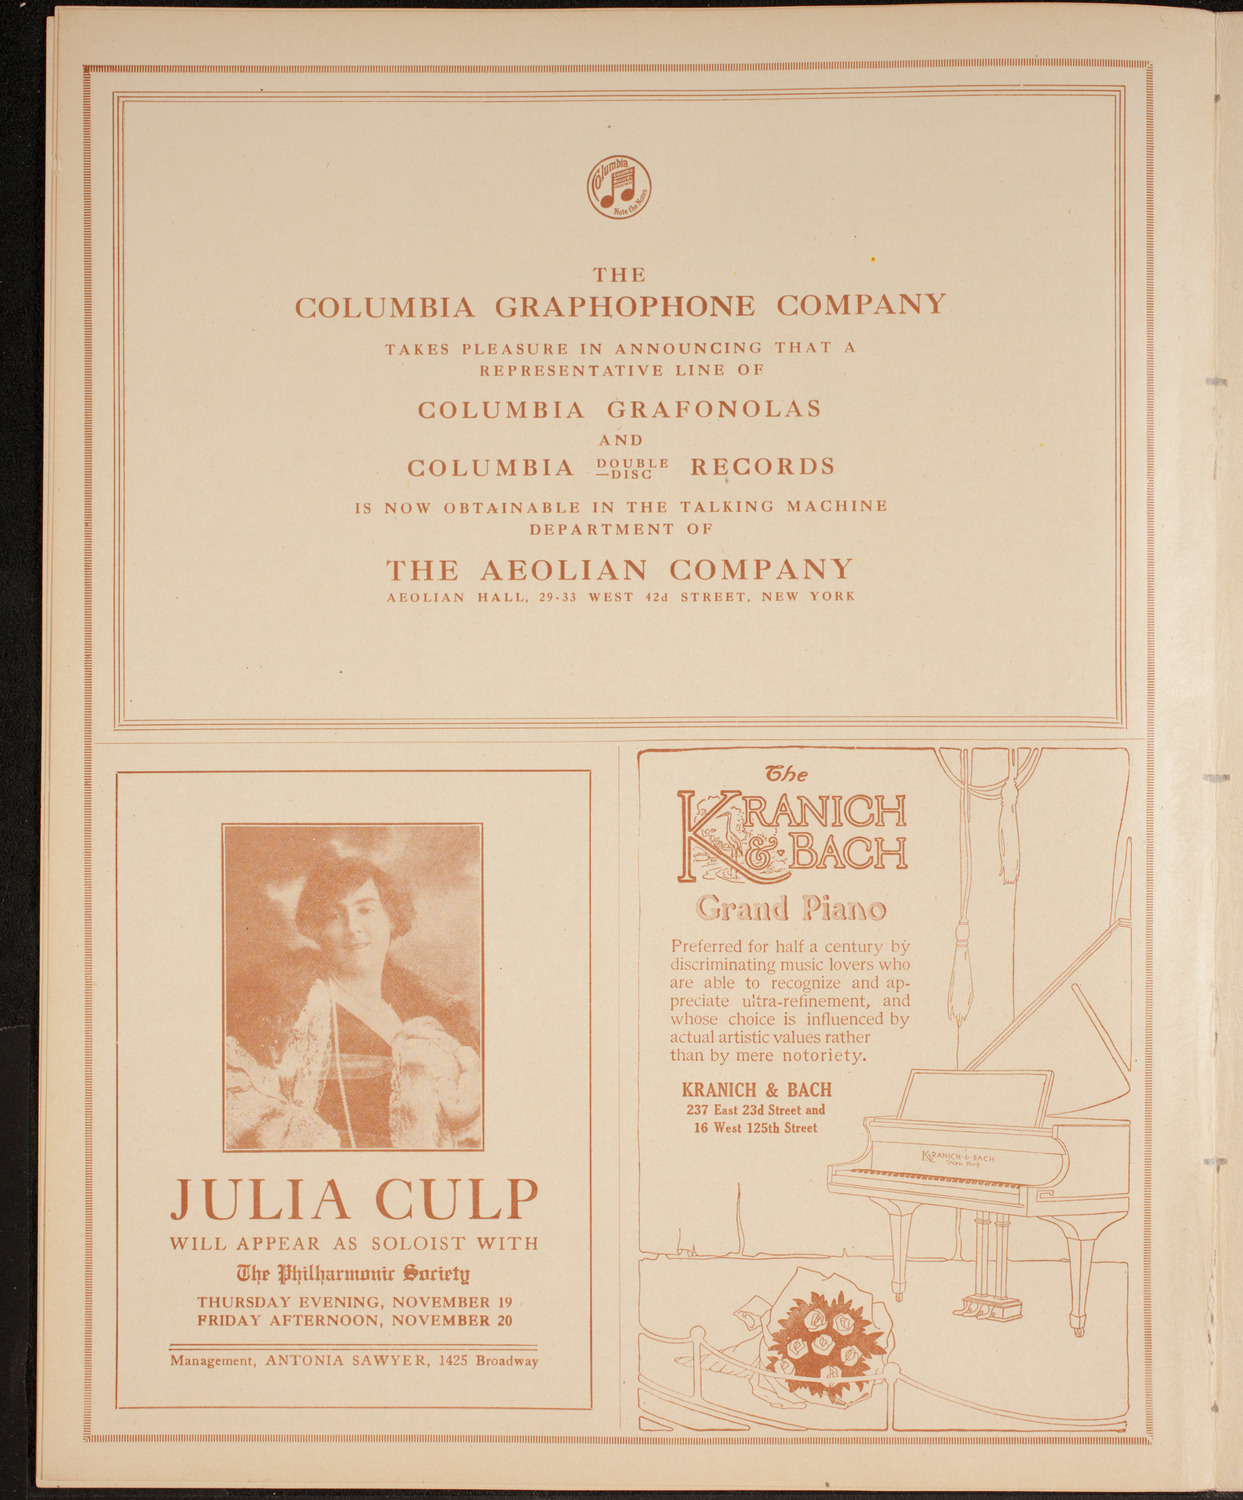 Columbia
Note the Notes
THE
COLUMBIA GRAPHOPHONE COMPANY
TAKES PLEASURE IN ANNOUNCING THAT A
REPRESENTATIVE LINE OF
COLUMBIA GRAFONOLAS
AND
COLUMBIA DOUBLE-DISC RECORDS
IS NOW OBTAINABLE IN THE TALKING MACHINE
DEPARTMENT OF
THE AEOLIAN COMPANY
AEOLIAN HALL, 29-33 WEST 42d STREET, NEW YORK
JULIA CULP
WILL APPEAR AS SOLOIST WITH
The Philharmonic Society
THURSDAY EVENING, NOVEMBER 19
FRIDAY AFTERNOON, NOVEMBER 20
Management, ANTONIA SAWYER, 1425 Broadway
The
KRANICH
& BACH
Grand Piano
Preferred for half a century by
discriminating music lovers who
are able to recognize and ap-
preciate ultra-refinement, and
whose choice is influenced by
actual artistic values rather
than by mere notoriety.
KRANICH & BACH
237 East 23d Street and
16 West 125th Street
KRANICH & BACH
New York